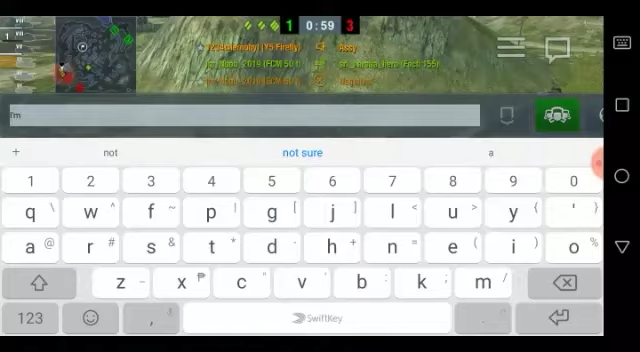 1 0:59 3
I'm
+ not not sure a
1 2 3 4 5 6 7 8 9 0
q \ w ^ f ~ p | g [ j ] l < u > y { ' }
a @ r # s & t * d - h + n = e ( i ) o %
z _ x ₱ c " v ' b : k ; m /
123 , SwiftKey